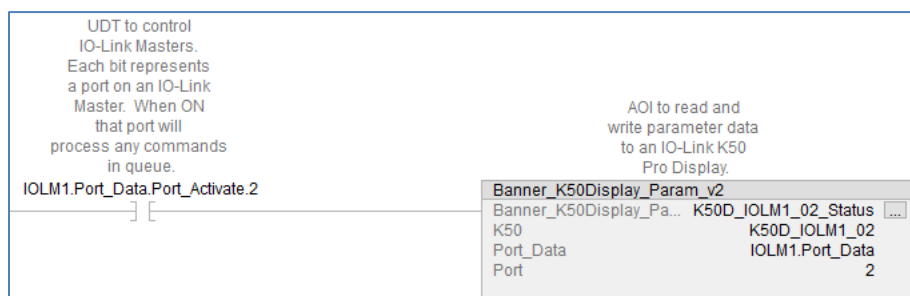 UDT to control
IO-Link Masters.
Each bit represents
a port on an IO-Link
Master. When ON
that port will
process any commands
in queue.
IOLM1.Port_Data.Port_Activate.2
AOI to read and
write parameter data
to an IO-Link K50
Pro Display.
Banner_K50Display_Param_v2
Banner_K50Display_Pa... K50D_IOLM1_02_Status ...
K50 K50D_IOLM1_02
Port_Data IOLM1.Port_Data
Port 2